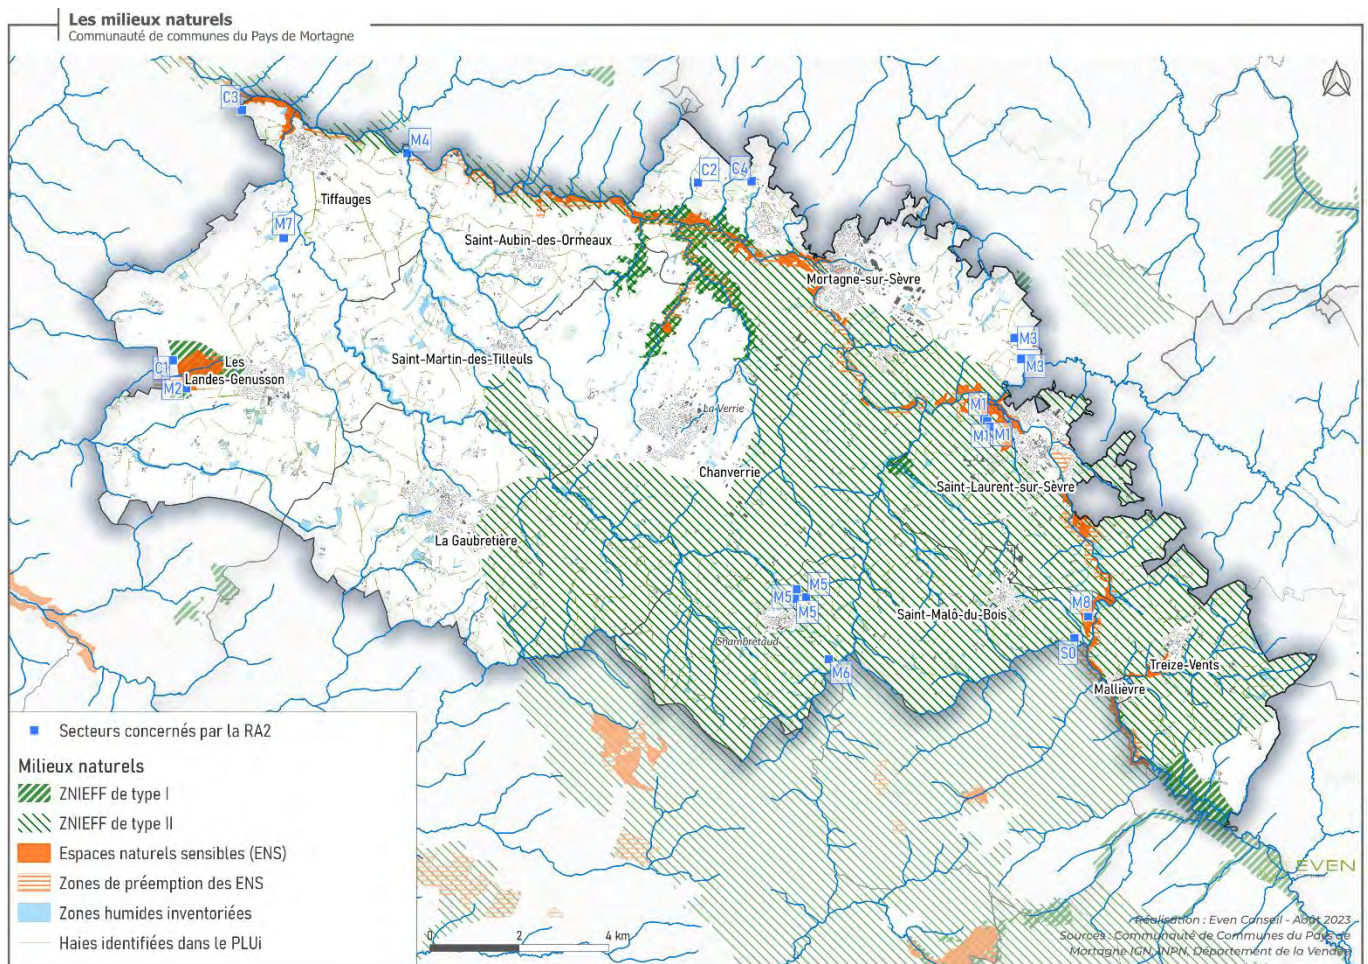 Les milieux naturels
Communauté de communes du Pays de Mortagne
C3
M4
C2
C4
Tiffauges
M7
Saint-Aubin-des-Ormeaux
Mortagne-sur-Sèvre
M3
M3
Saint-Martin-des-Tilleuls
C1
Les
Landes-Genusson
M2
La Verrie
M1
M1
M1
Chanverrie
Saint-Laurent-sur-Sèvre
La Gaubretière
M5
M5
M5
M8
Saint-Malô-du-Bois
Chambretaud
S0
Treize-Vents
M6
Mallièvre
Secteurs concernés par la RA2
Milieux naturels
ZNIEFF de type I
ZNIEFF de type II
Espaces naturels sensibles (ENS)
Zones de préemption des ENS
Zones humides inventoriées
Haies identifiées dans le PLUi
0 2 4 km
EVEN
Réalisation : Even Conseil - Août 2023
Sources : Communauté de Communes du Pays de
Mortagne IGN, INPN, Département de la Vendée